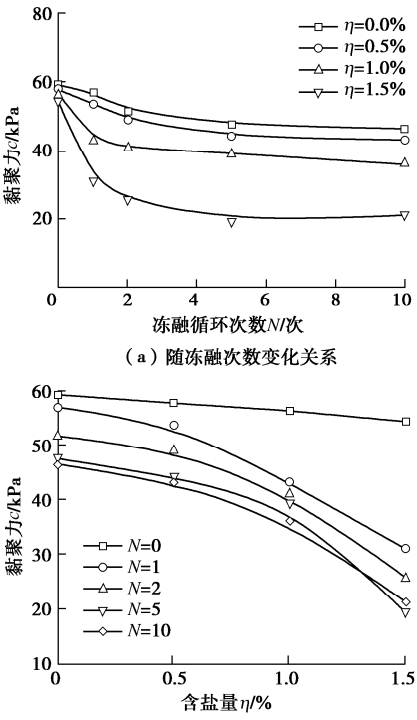 η=0.0%
η=0.5%
η=1.0%
η=1.5%
80
60
40
20
0 2 4 6 8 10
黏聚力c/kPa
冻融循环次数N/次
(a) 随冻融次数变化关系
60
50
40
30
20
10
黏聚力c/kPa
N=0
N=1
N=2
N=5
N=10
0 0.5 1.0 1.5
含盐量η/%